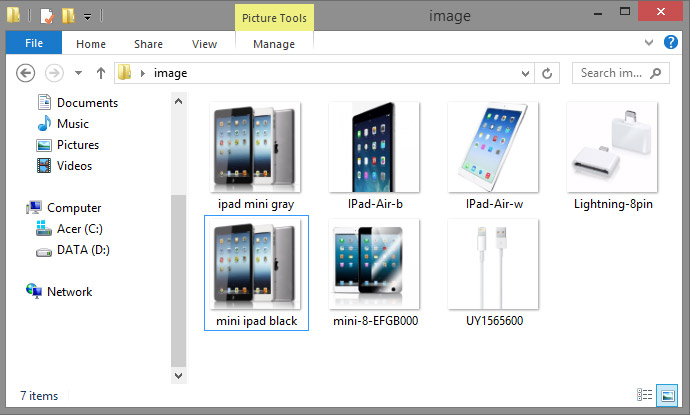 Picture Tools
image
File
Home
Share
View
Manage
image
Search im...
Documents
Music
Pictures
Videos
Computer
Acer (C:)
DATA (D:)
Network
ipad mini gray
IPad-Air-b
IPad-Air-w
Lightning-8pin
mini ipad black
mini-8-EFGB000
UY1565600
7 items